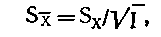 S_X̄ = S_X/√I,